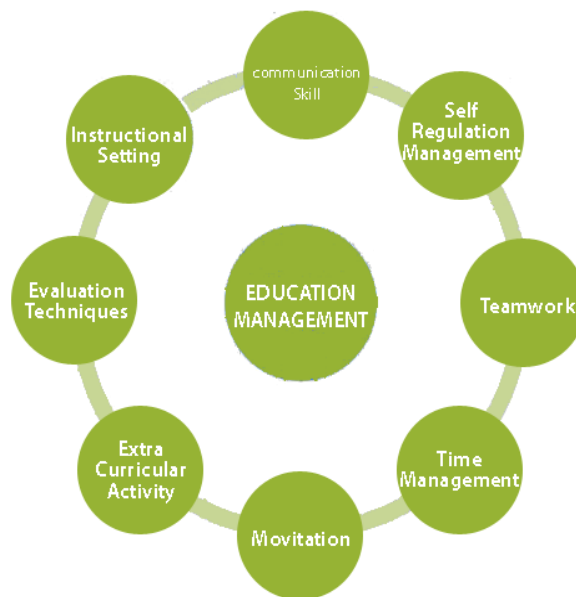 communication
Skill
Self
Regulation
Management
Teamwork
Time
Management
Movitation
Extra
Curricular
Activity
Evaluation
Techniques
Instructional
Setting
EDUCATION
MANAGEMENT